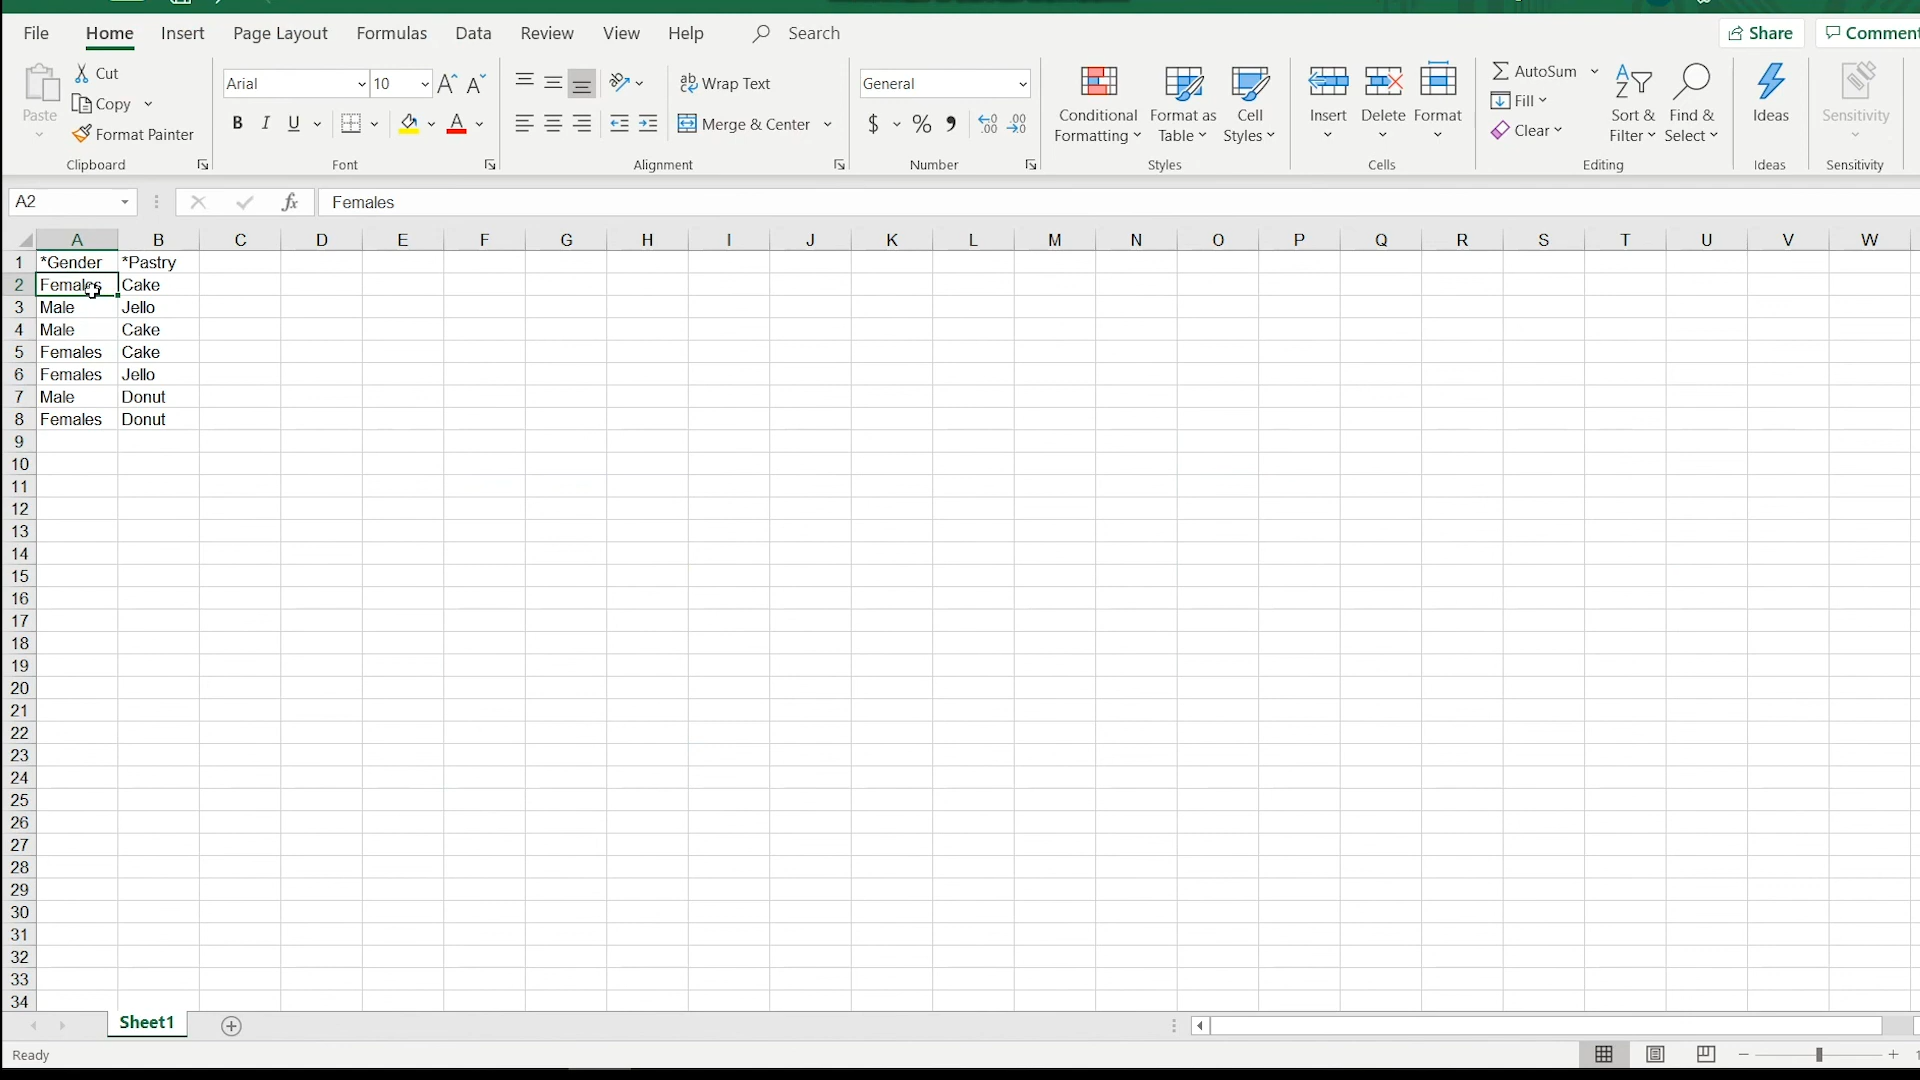 File Home Insert Page Layout Formulas Data Review View Help Search Share Comment
Paste Cut Copy Format Painter Clipboard
Arial 10 A A B I U A Font
ab Wrap Text Merge & Center Alignment
General $ % , .00 .00 Number
Conditional Formatting Format as Table Cell Styles Styles
Insert Delete Format Cells
AutoSum Fill Clear Sort & Filter Find & Select Editing
Ideas Ideas
Sensitivity Sensitivity
A2 fx Females
A B C D E F G H I J K L M N O P Q R S T U V W
1 *Gender *Pastry
2 Females Cake
3 Male Jello
4 Male Cake
5 Females Cake
6 Females Jello
7 Male Donut
8 Females Donut
9
10
11
12
13
14
15
16
17
18
19
20
21
22
23
24
25
26
27
28
29
30
31
32
33
34
Sheet1
Ready